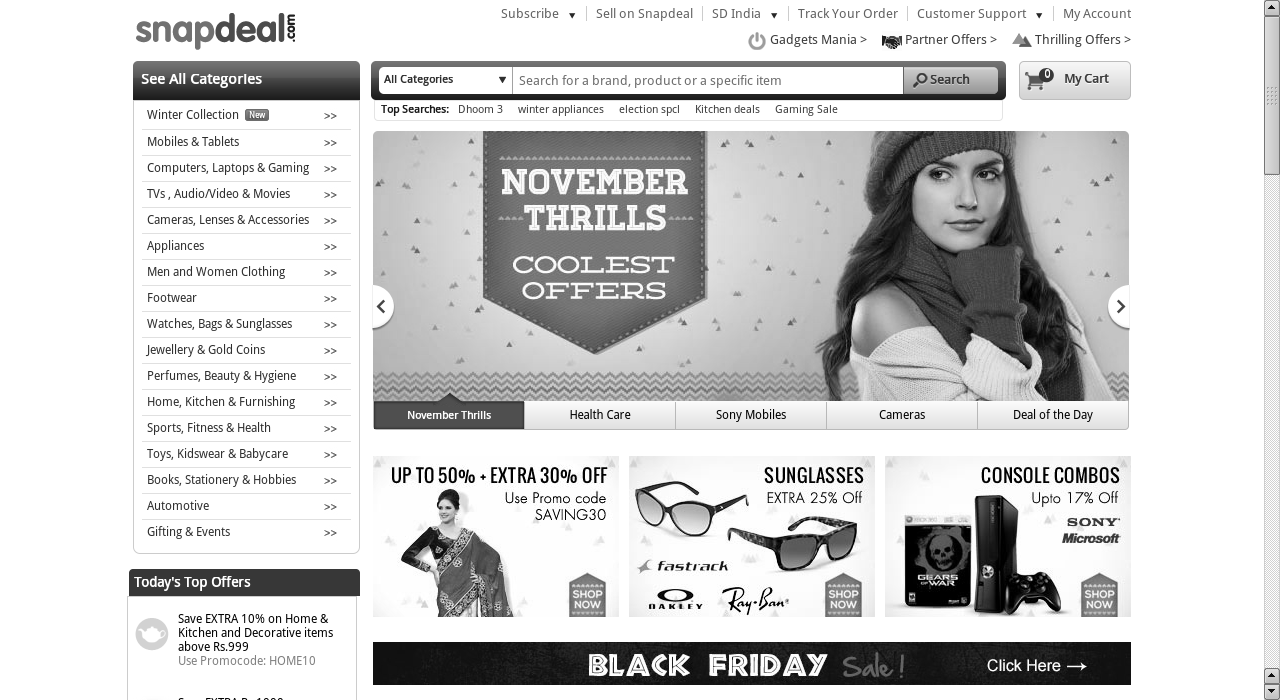 snapdeal.com
Subscribe ▼ Sell on Snapdeal SD India ▼ Track Your Order Customer Support ▼ My Account
Gadgets Mania > Partner Offers > Thrilling Offers >
See All Categories
All Categories ▼ Search for a brand, product or a specific item Search
0 My Cart
Top Searches: Dhoom 3 winter appliances election spcl Kitchen deals Gaming Sale
Winter Collection New >>
Mobiles & Tablets >>
Computers, Laptops & Gaming >>
TVs , Audio/Video & Movies >>
Cameras, Lenses & Accessories >>
Appliances >>
Men and Women Clothing >>
Footwear >>
Watches, Bags & Sunglasses >>
Jewellery & Gold Coins >>
Perfumes, Beauty & Hygiene >>
Home, Kitchen & Furnishing >>
Sports, Fitness & Health >>
Toys, Kidswear & Babycare >>
Books, Stationery & Hobbies >>
Automotive >>
Gifting & Events >>
NOVEMBER
THRILLS
COOLEST
OFFERS
November Thrills Health Care Sony Mobiles Cameras Deal of the Day
UP TO 50% + EXTRA 30% OFF
Use Promo code
SAVING30
SHOP
NOW
SUNGLASSES
EXTRA 25% Off
fastrack
OAKLEY Ray-Ban
SHOP
NOW
CONSOLE COMBOS
Upto 17% Off
SONY
Microsoft
GEARS
OF WAR
SHOP
NOW
Today's Top Offers
Save EXTRA 10% on Home &
Kitchen and Decorative items
above Rs.999
Use Promocode: HOME10
BLACK FRIDAY Sale! Click Here →